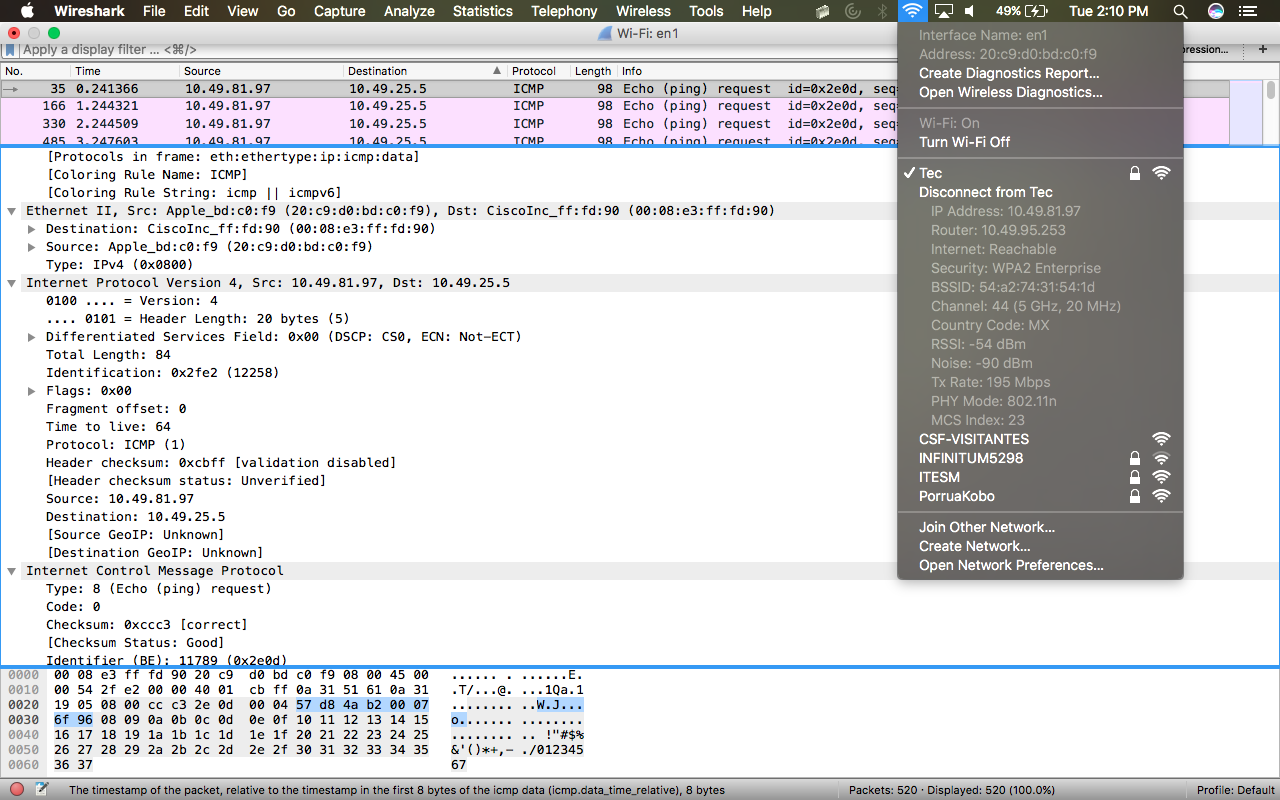 Wireshark File Edit View Go Capture Analyze Statistics Telephony Wireless Tools Help 49% Tue 2:10 PM
Wi-Fi: en1
Apply a display filter ... <⌘/> pression... +
No. Time Source Destination Protocol Length Info
35 0.241366 10.49.81.97 10.49.25.5 ICMP 98 Echo (ping) request id=0x2e0d, seq=
166 1.244321 10.49.81.97 10.49.25.5 ICMP 98 Echo (ping) request id=0x2e0d, seq=
330 2.244509 10.49.81.97 10.49.25.5 ICMP 98 Echo (ping) request id=0x2e0d, seq=
485 3.247603 10.49.81.97 10.49.25.5 ICMP 98 Echo (ping) request id=0x2e0d, seq=
[Protocols in frame: eth:ethertype:ip:icmp:data]
[Coloring Rule Name: ICMP]
[Coloring Rule String: icmp || icmpv6]
Ethernet II, Src: Apple_bd:c0:f9 (20:c9:d0:bd:c0:f9), Dst: CiscoInc_ff:fd:90 (00:08:e3:ff:fd:90)
Destination: CiscoInc_ff:fd:90 (00:08:e3:ff:fd:90)
Source: Apple_bd:c0:f9 (20:c9:d0:bd:c0:f9)
Type: IPv4 (0x0800)
Internet Protocol Version 4, Src: 10.49.81.97, Dst: 10.49.25.5
0100 .... = Version: 4
.... 0101 = Header Length: 20 bytes (5)
Differentiated Services Field: 0x00 (DSCP: CS0, ECN: Not-ECT)
Total Length: 84
Identification: 0x2fe2 (12258)
Flags: 0x00
Fragment offset: 0
Time to live: 64
Protocol: ICMP (1)
Header checksum: 0xcbff [validation disabled]
[Header checksum status: Unverified]
Source: 10.49.81.97
Destination: 10.49.25.5
[Source GeoIP: Unknown]
[Destination GeoIP: Unknown]
Internet Control Message Protocol
Type: 8 (Echo (ping) request)
Code: 0
Checksum: 0xccc3 [correct]
[Checksum Status: Good]
Identifier (BE): 11789 (0x2e0d)
0000 00 08 e3 ff fd 90 20 c9 d0 bd c0 f9 08 00 45 00 ...... . ......E.
0010 00 54 2f e2 00 00 40 01 cb ff 0a 31 51 61 0a 31 .T/...@. ...1Qa.1
0020 19 05 08 00 cc c3 2e 0d 00 04 57 d8 4a b2 00 07 ........ ..W.J...
0030 6f 96 08 09 0a 0b 0c 0d 0e 0f 10 11 12 13 14 15 o....... ........
0040 16 17 18 19 1a 1b 1c 1d 1e 1f 20 21 22 23 24 25 ........ .. !"#$%
0050 26 27 28 29 2a 2b 2c 2d 2e 2f 30 31 32 33 34 35 &'()*+,- ./012345
0060 36 37 67
The timestamp of the packet, relative to the timestamp in the first 8 bytes of the icmp data (icmp.data_time_relative), 8 bytes Packets: 520 · Displayed: 520 (100.0%) Profile: Default
Interface Name: en1
Address: 20:c9:d0:bd:c0:f9
Create Diagnostics Report...
Open Wireless Diagnostics...
Wi-Fi: On
Turn Wi-Fi Off
Tec
Disconnect from Tec
IP Address: 10.49.81.97
Router: 10.49.95.253
Internet: Reachable
Security: WPA2 Enterprise
BSSID: 54:a2:74:31:54:1d
Channel: 44 (5 GHz, 20 MHz)
Country Code: MX
RSSI: -54 dBm
Noise: -90 dBm
Tx Rate: 195 Mbps
PHY Mode: 802.11n
MCS Index: 23
CSF-VISITANTES
INFINITUM5298
ITESM
PorruaKobo
Join Other Network...
Create Network...
Open Network Preferences...